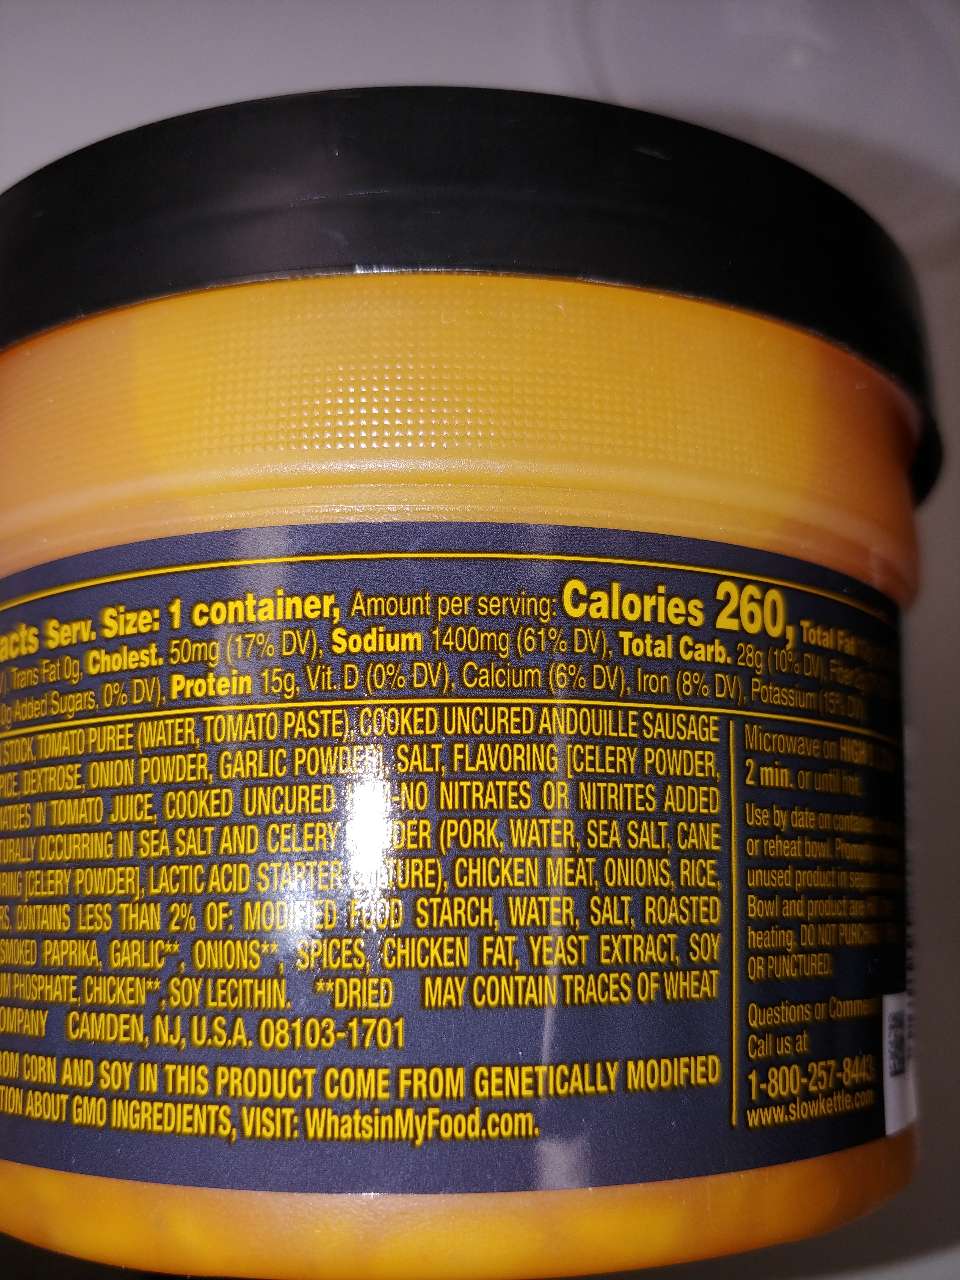 acts Serv. Size: 1 container, Amount per serving: Calories 260, Total Fat
Trans Fat 0g, Cholest. 50mg (17% DV), Sodium 1400mg (61% DV), Total Carb. 28g (10% DV),
Added Sugars, 0% DV), Protein 15g, Vit. D (0% DV), Calcium (6% DV), Iron (8% DV), Potassium (15% DV)
STOCK, TOMATO PUREE (WATER, TOMATO PASTE), COOKED UNCURED ANDOUILLE SAUSAGE
DEXTROSE, ONION POWDER, GARLIC POWDER], SALT, FLAVORING [CELERY POWDER,
IN TOMATO JUICE, COOKED UNCURED -NO NITRATES OR NITRITES ADDED
OCCURRING IN SEA SALT AND CELERY DER (PORK, WATER, SEA SALT, CANE
[CELERY POWDER], LACTIC ACID STARTER TURE), CHICKEN MEAT, ONIONS, RICE,
CONTAINS LESS THAN 2% OF: MODIFIED FOOD STARCH, WATER, SALT, ROASTED
SMOKED PAPRIKA, GARLIC**, ONIONS**, SPICES, CHICKEN FAT, YEAST EXTRACT, SOY
PHOSPHATE, CHICKEN**, SOY LECITHIN. **DRIED MAY CONTAIN TRACES OF WHEAT
OMPANY CAMDEN, NJ, U.S.A. 08103-1701
ROM CORN AND SOY IN THIS PRODUCT COME FROM GENETICALLY MODIFIED
TION ABOUT GMO INGREDIENTS, VISIT: WhatsinMyFood.com.
Microwave on HIGH
2 min. or until hot.
Use by date on
or reheat bowl.
unused product in
Bowl and product are
heating. DO NOT
OR PUNCTURED.
Questions or Comme
Call us at
1-800-257-8443
www.slowkettle.com